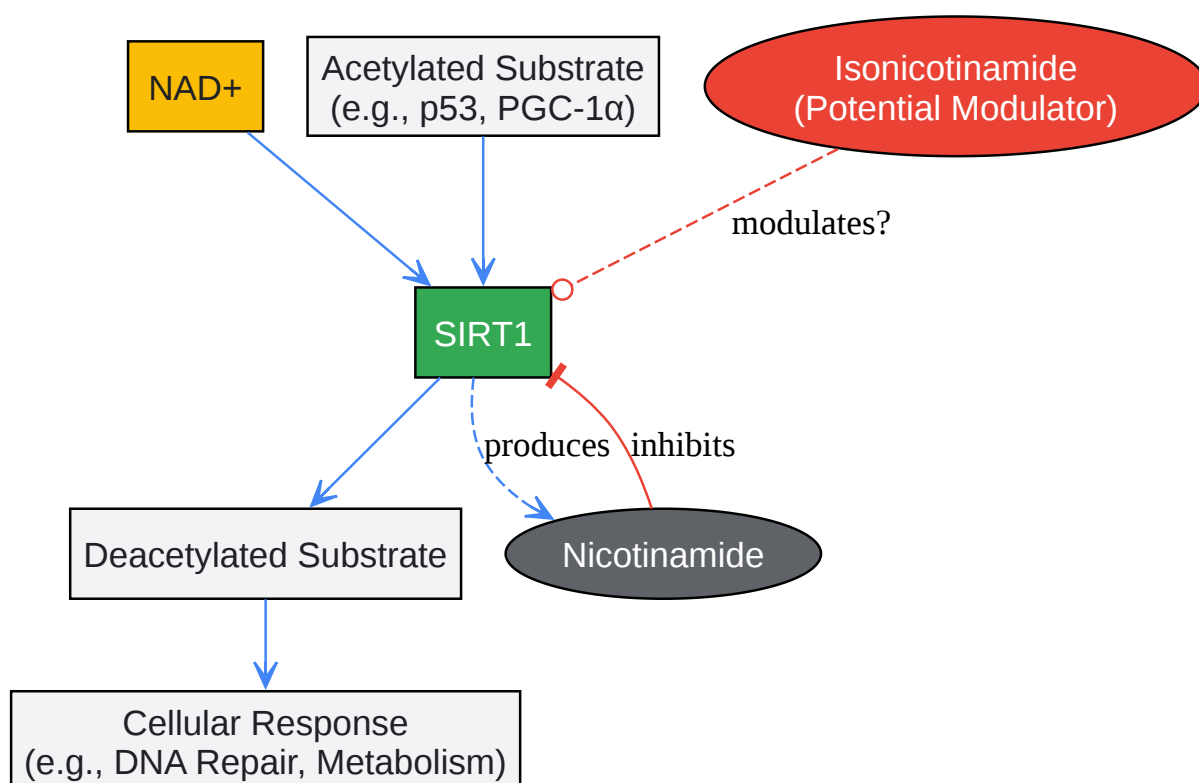 NAD+
Acetylated Substrate
(e.g., p53, PGC-1α)
Isonicotinamide
(Potential Modulator)
modulates?
SIRT1
produces
inhibits
Deacetylated Substrate
Nicotinamide
Cellular Response
(e.g., DNA Repair, Metabolism)